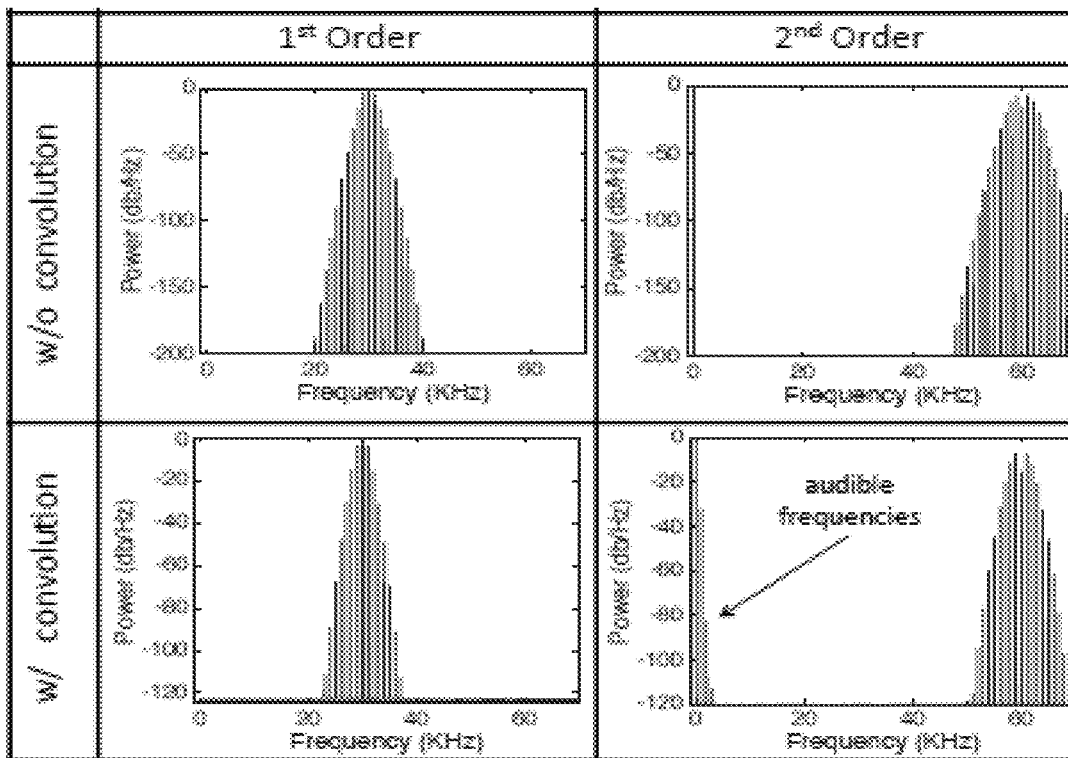 1st Order
2nd Order
w/o convolution
Power (db/Hz)
0
-50
-100
-150
-200
0
20
40
60
Frequency (KHz)
Power (db/Hz)
0
-50
-100
-150
-200
0
20
40
60
Frequency (KHz)
w/ convolution
Power (db/Hz)
0
-20
-40
-60
-80
-100
-120
0
20
40
60
Frequency (KHz)
Power (db/Hz)
0
-20
-40
-60
-80
-100
-120
0
20
40
60
Frequency (KHz)
audible
frequencies